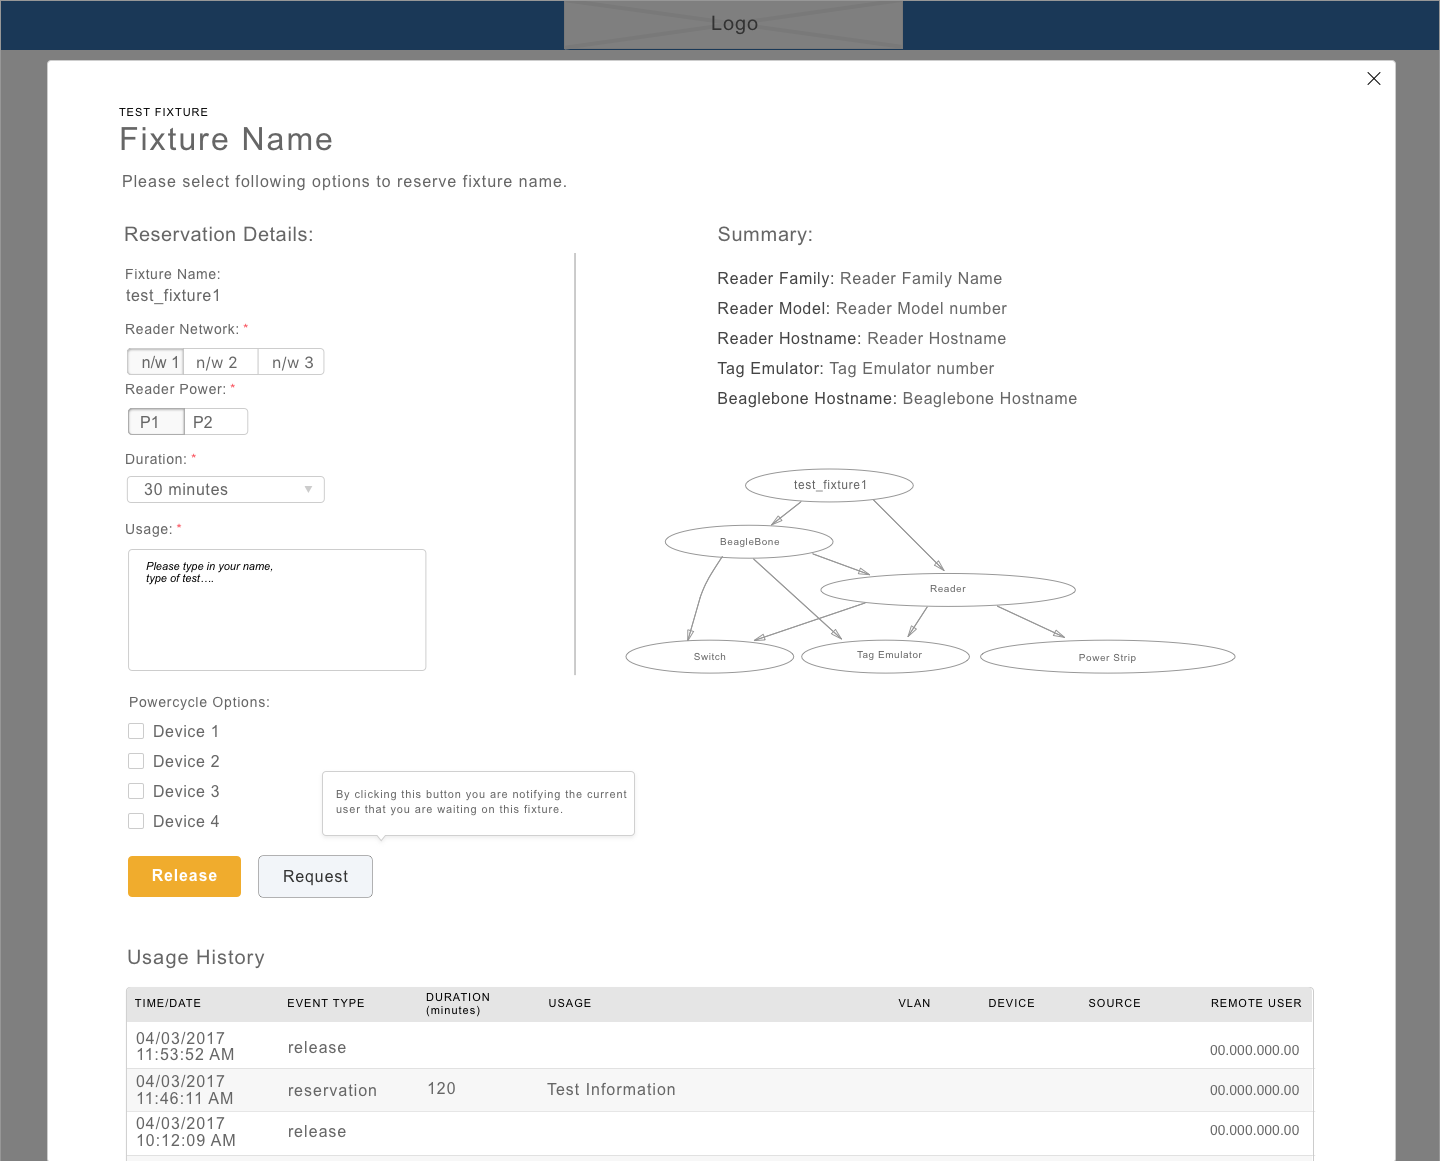 Logo
TEST FIXTURE
Fixture Name
Please select following options to reserve fixture name.
Reservation Details:
Fixture Name:
test_fixture1
Reader Network: *
n/w 1 n/w 2 n/w 3
Reader Power: *
P1 P2
Duration: *
30 minutes
Usage: *
Please type in your name,
type of test....
Powercycle Options:
Device 1
Device 2
Device 3
Device 4
By clicking this button you are notifying the current
user that you are waiting on this fixture.
Release Request
Summary:
Reader Family: Reader Family Name
Reader Model: Reader Model number
Reader Hostname: Reader Hostname
Tag Emulator: Tag Emulator number
Beaglebone Hostname: Beaglebone Hostname
test_fixture1
BeagleBone
Reader
Switch
Tag Emulator
Power Strip
Usage History
TIME/DATE EVENT TYPE DURATION (minutes) USAGE VLAN DEVICE SOURCE REMOTE USER
04/03/2017
11:53:52 AM release 00.000.000.00
04/03/2017
11:46:11 AM reservation 120 Test Information 00.000.000.00
04/03/2017
10:12:09 AM release 00.000.000.00